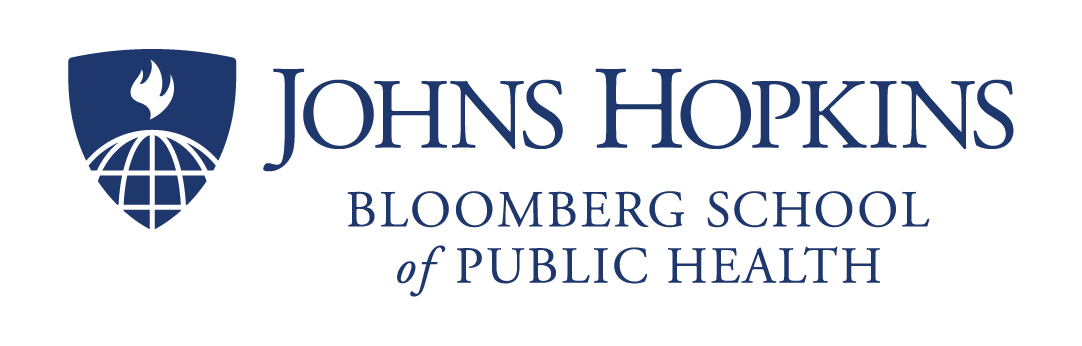 JOHNS HOPKINS
BLOOMBERG SCHOOL
of PUBLIC HEALTH